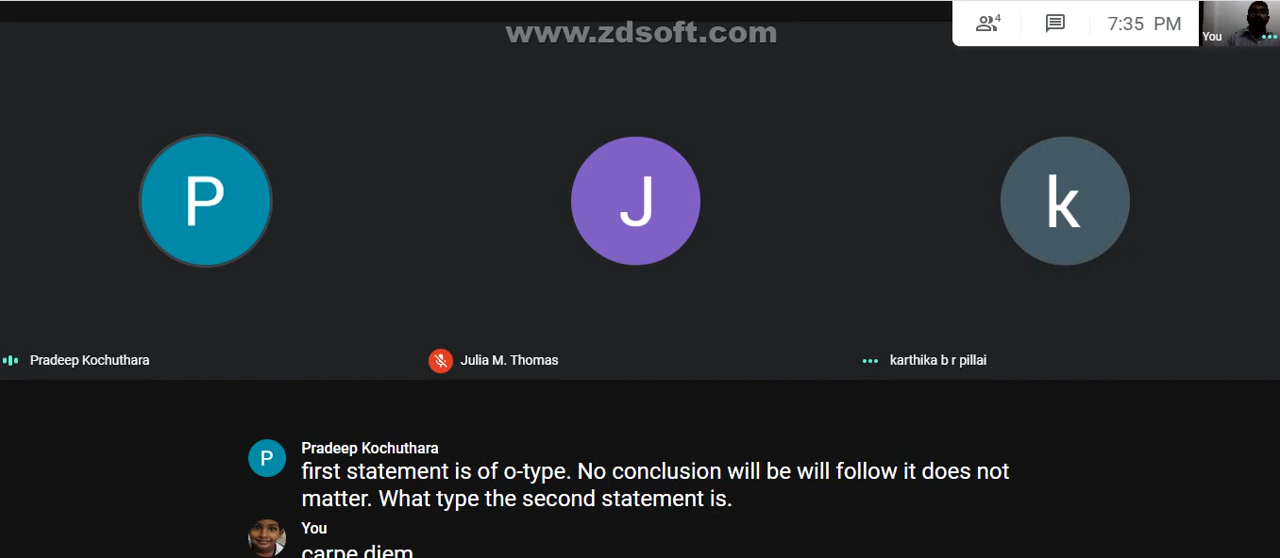 www.zdsoft.com
4
7:35 PM
You
P
J
k
Pradeep Kochuthara
Julia M. Thomas
karthika b r pillai
P
Pradeep Kochuthara
first statement is of o-type. No conclusion will be will follow it does not
matter. What type the second statement is.
You
carpe diem